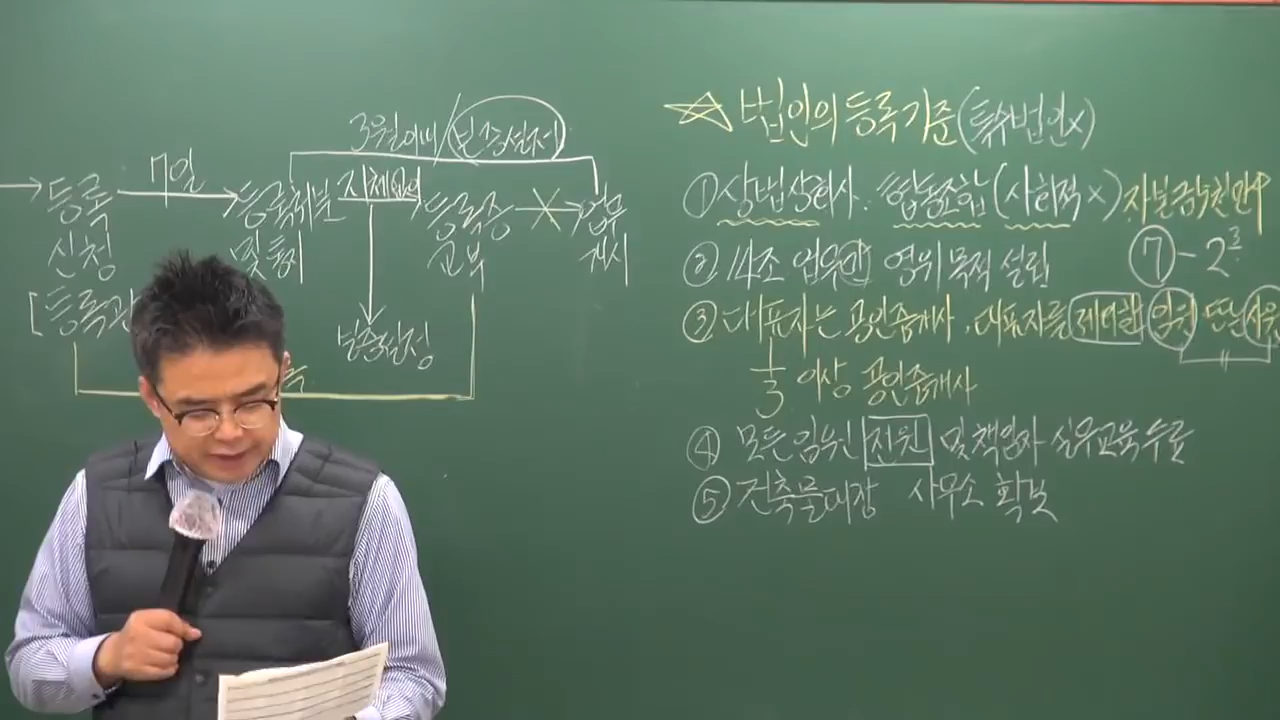 3월이내/보증설정
7일
등록 등록처분 지체없이 등록증 업무
신청 및통지 교부 개시
[등록관
보증설정
☆ 법인의 등록기준(특수법인×)
① 상법상회사. 협동조합(사회적×) 자본금5천만↑
② 14조 업무만 영위목적 설립 ⑦-2
③ 대표자는 공인중개사, 대표자를 제외한 임원 또는 사원
1/3 이상 공인중개사
④ 모든 임원 전원 및 책임자 실무교육 수료
⑤ 건축물대장 사무소 확보